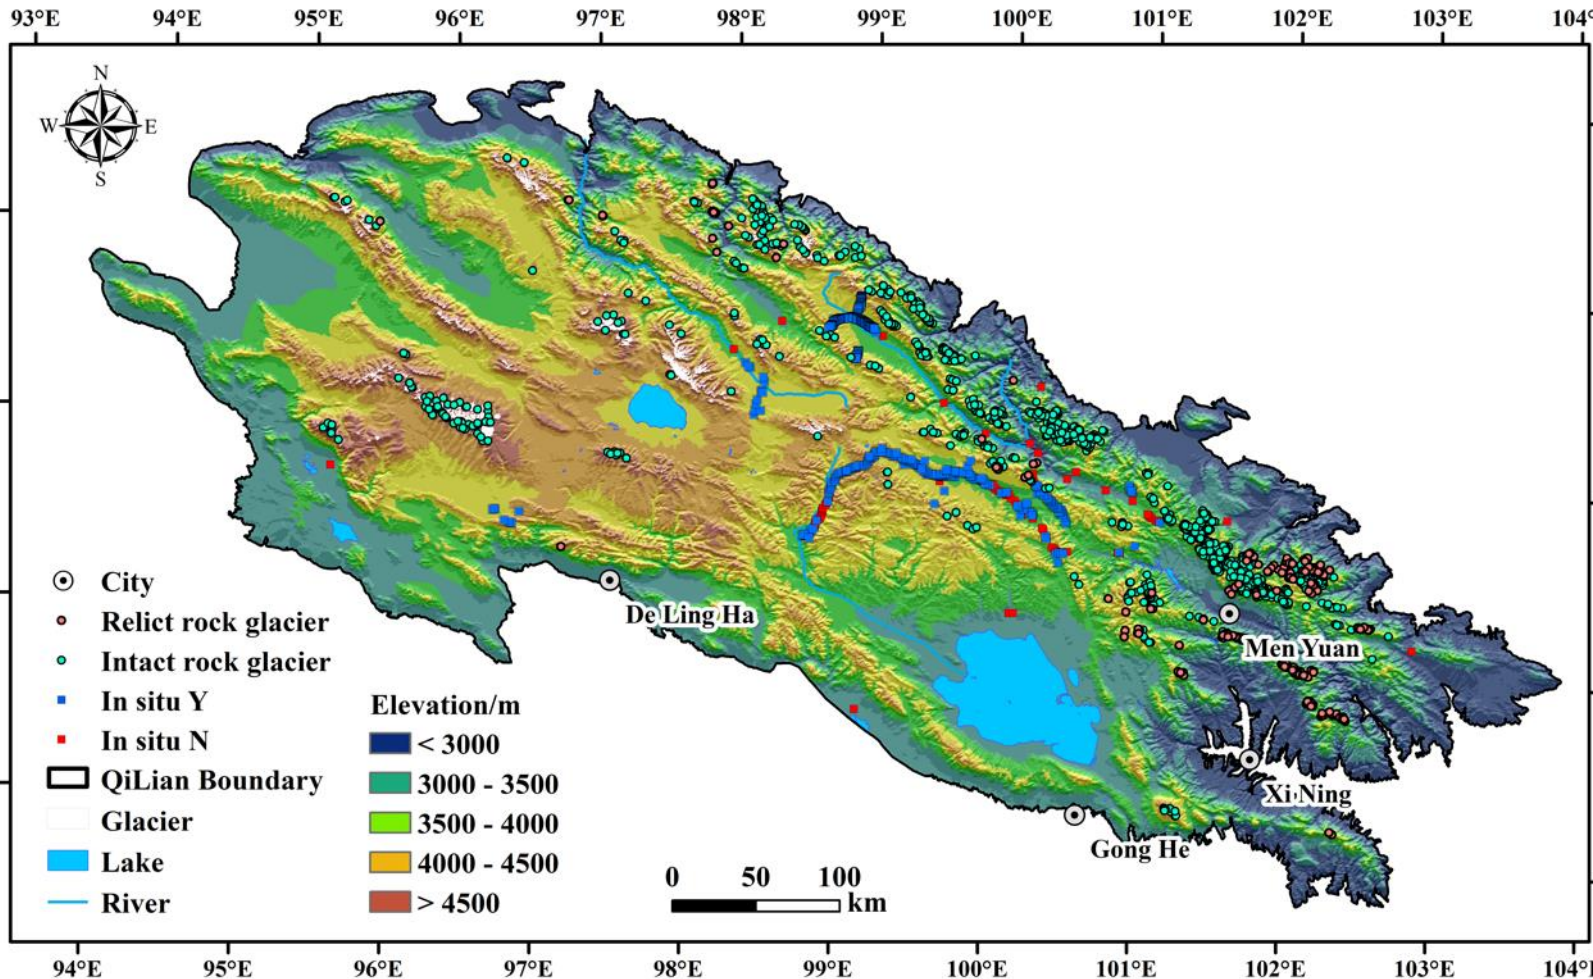 93°E 94°E 95°E 96°E 97°E 98°E 99°E 100°E 101°E 102°E 103°E 104°
N
W E
S
City
Relict rock glacier
Intact rock glacier
In situ Y
In situ N
QiLian Boundary
Glacier
Lake
River
Elevation/m
< 3000
3000 - 3500
3500 - 4000
4000 - 4500
> 4500
0 50 100
km
De Ling Ha
Men Yuan
Xi Ning
Gong He
94°E 95°E 96°E 97°E 98°E 99°E 100°E 101°E 102°E 103°E 104°